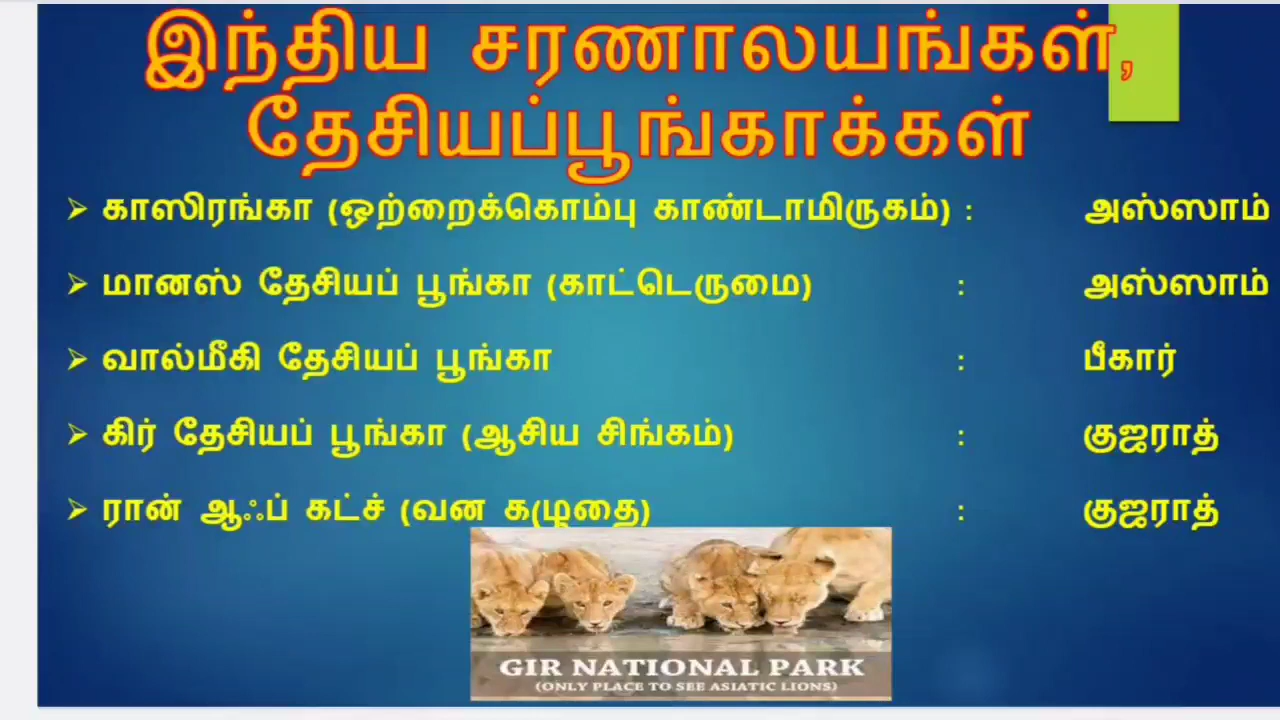 இந்திய சரணாலயங்கள்,
தேசியப்பூங்காக்கள்
➢ காஸிரங்கா (ஒற்றைக்கொம்பு காண்டாமிருகம்) : அஸ்ஸாம்
➢ மானஸ் தேசியப் பூங்கா (காட்டெருமை) : அஸ்ஸாம்
➢ வால்மீகி தேசியப் பூங்கா : பீகார்
➢ கிர் தேசியப் பூங்கா (ஆசிய சிங்கம்) : குஜராத்
➢ ரான் ஆஃப் கட்ச் (வன கழுதை) : குஜராத்
GIR NATIONAL PARK
(ONLY PLACE TO SEE ASIATIC LIONS)